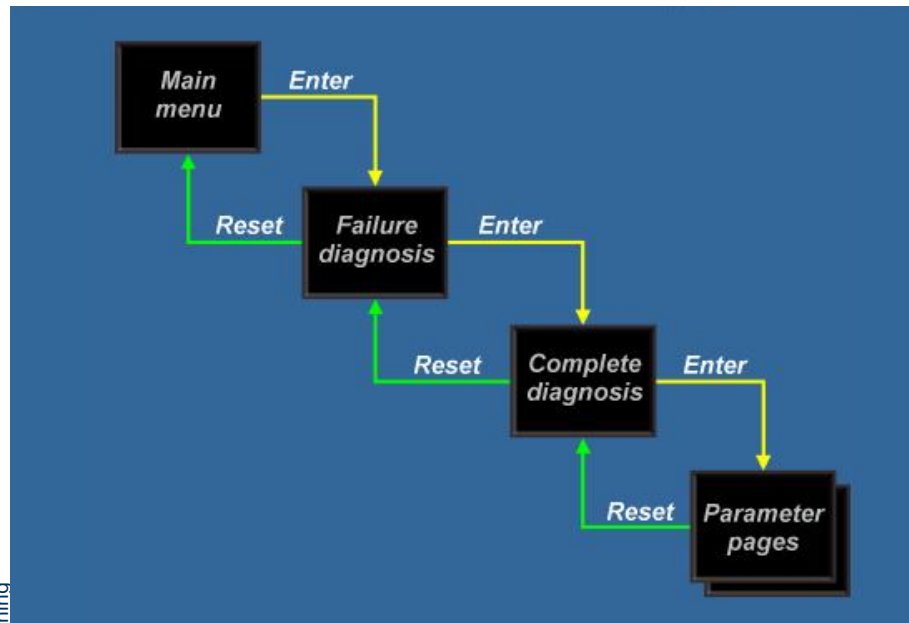 Main
menu
Enter
Reset
Failure
diagnosis
Enter
Reset
Complete
diagnosis
Enter
Reset
Parameter
pages